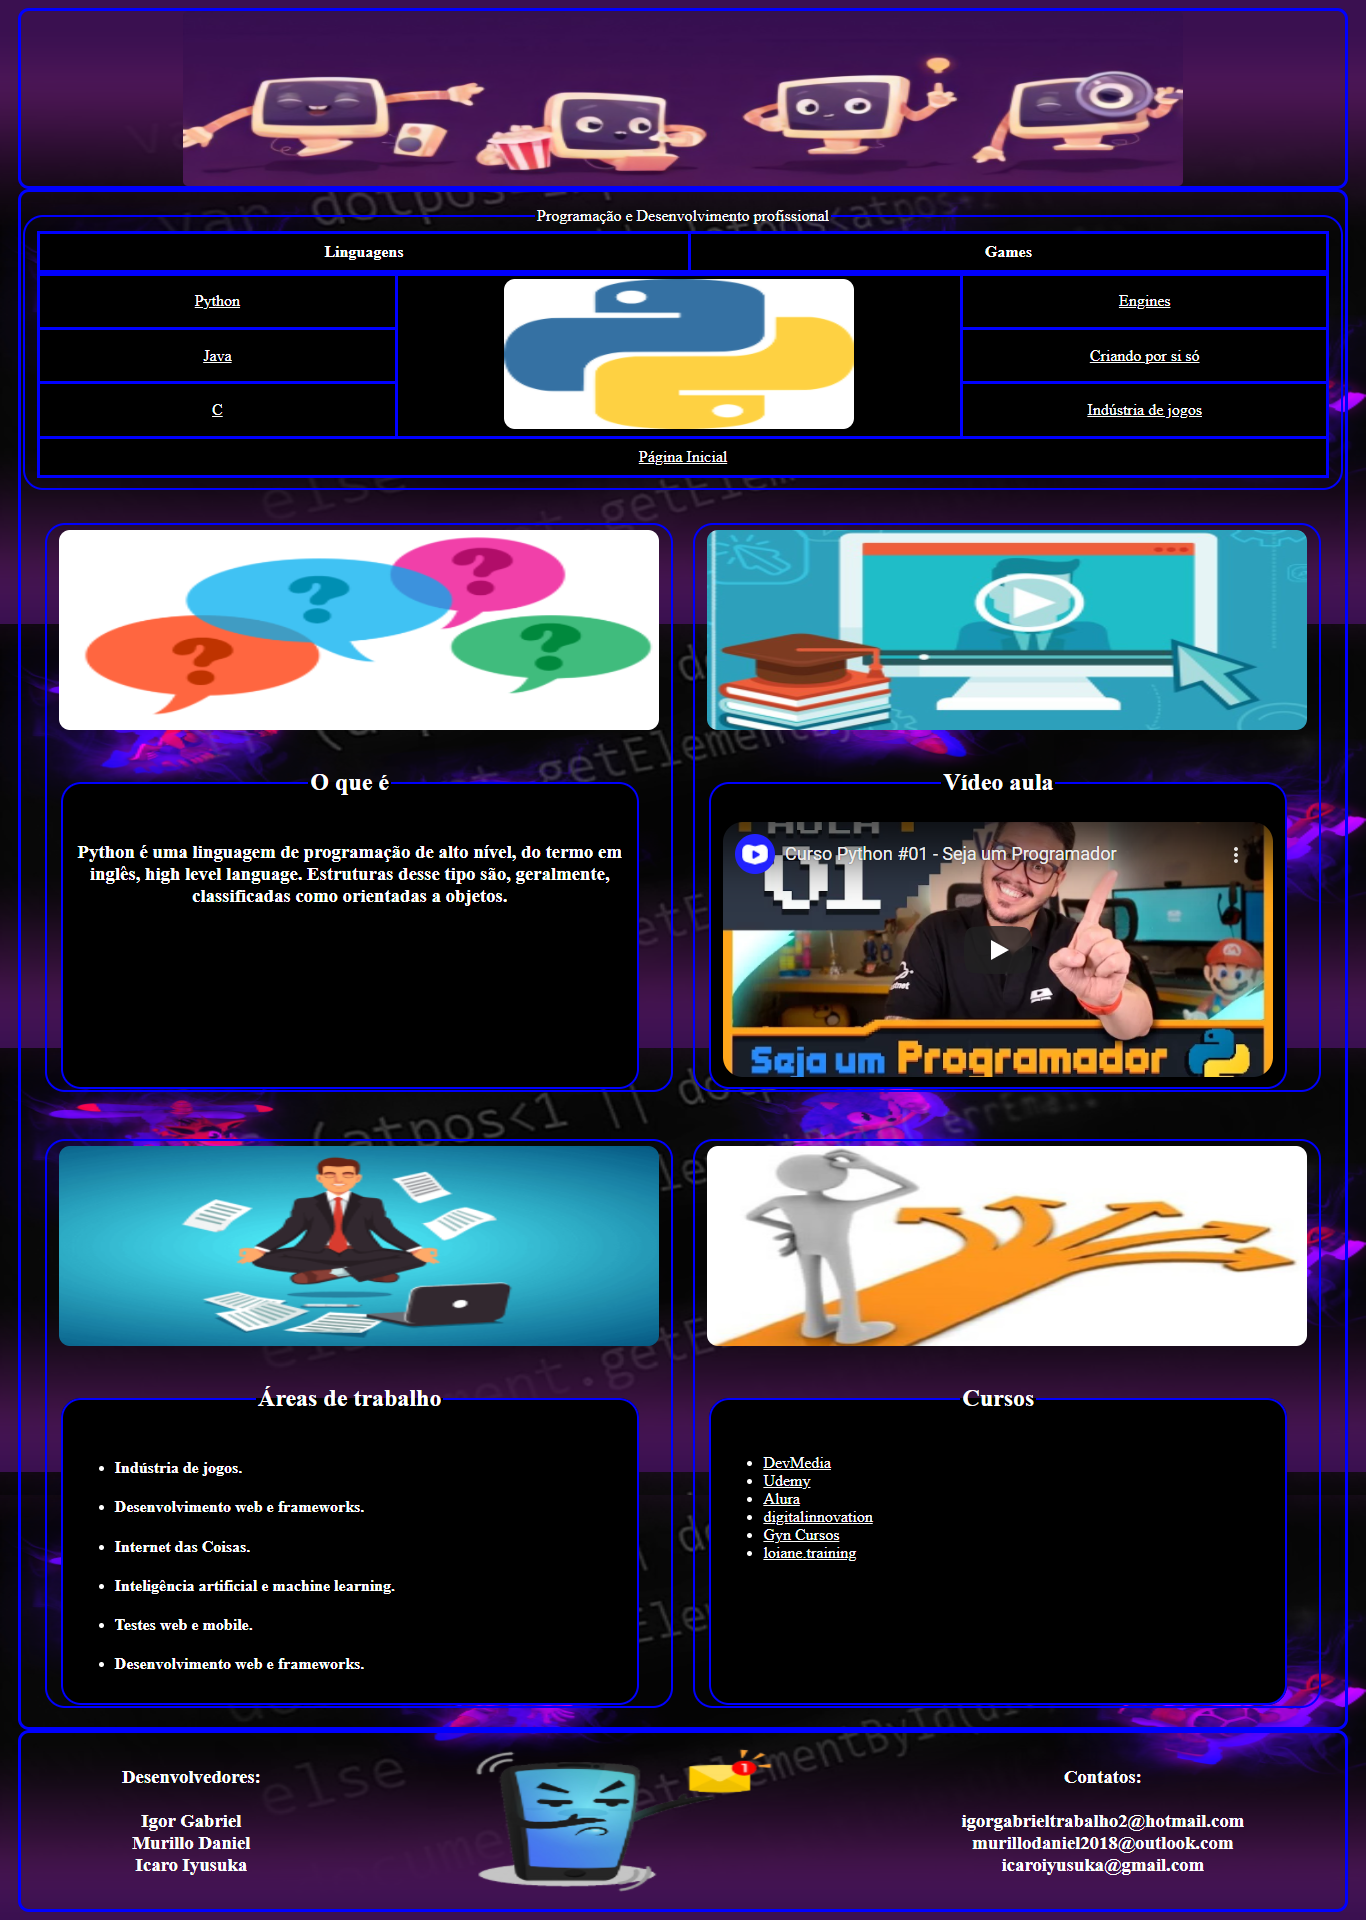 Programação e Desenvolvimento profissional
Linguagens
Games
Python
Engines
Java
Criando por si só
C
Indústria de jogos
Página Inicial
O que é
Python é uma linguagem de programação de alto nível, do termo em
inglês, high level language. Estruturas desse tipo são, geralmente,
classificadas como orientadas a objetos.
Vídeo aula
AULA
01
Curso Python #01 - Seja um Programador
Seja um Programador
Áreas de trabalho
Indústria de jogos.
Desenvolvimento web e frameworks.
Internet das Coisas.
Inteligência artificial e machine learning.
Testes web e mobile.
Desenvolvimento web e frameworks.
Cursos
DevMedia
Udemy
Alura
digitalinnovation
Gyn Cursos
loiane.training
Desenvolvedores:
Igor Gabriel
Murillo Daniel
Icaro Iyusuka
1
Contatos:
igorgabrieltrabalho2@hotmail.com
murillodaniel2018@outlook.com
icaroiyusuka@gmail.com